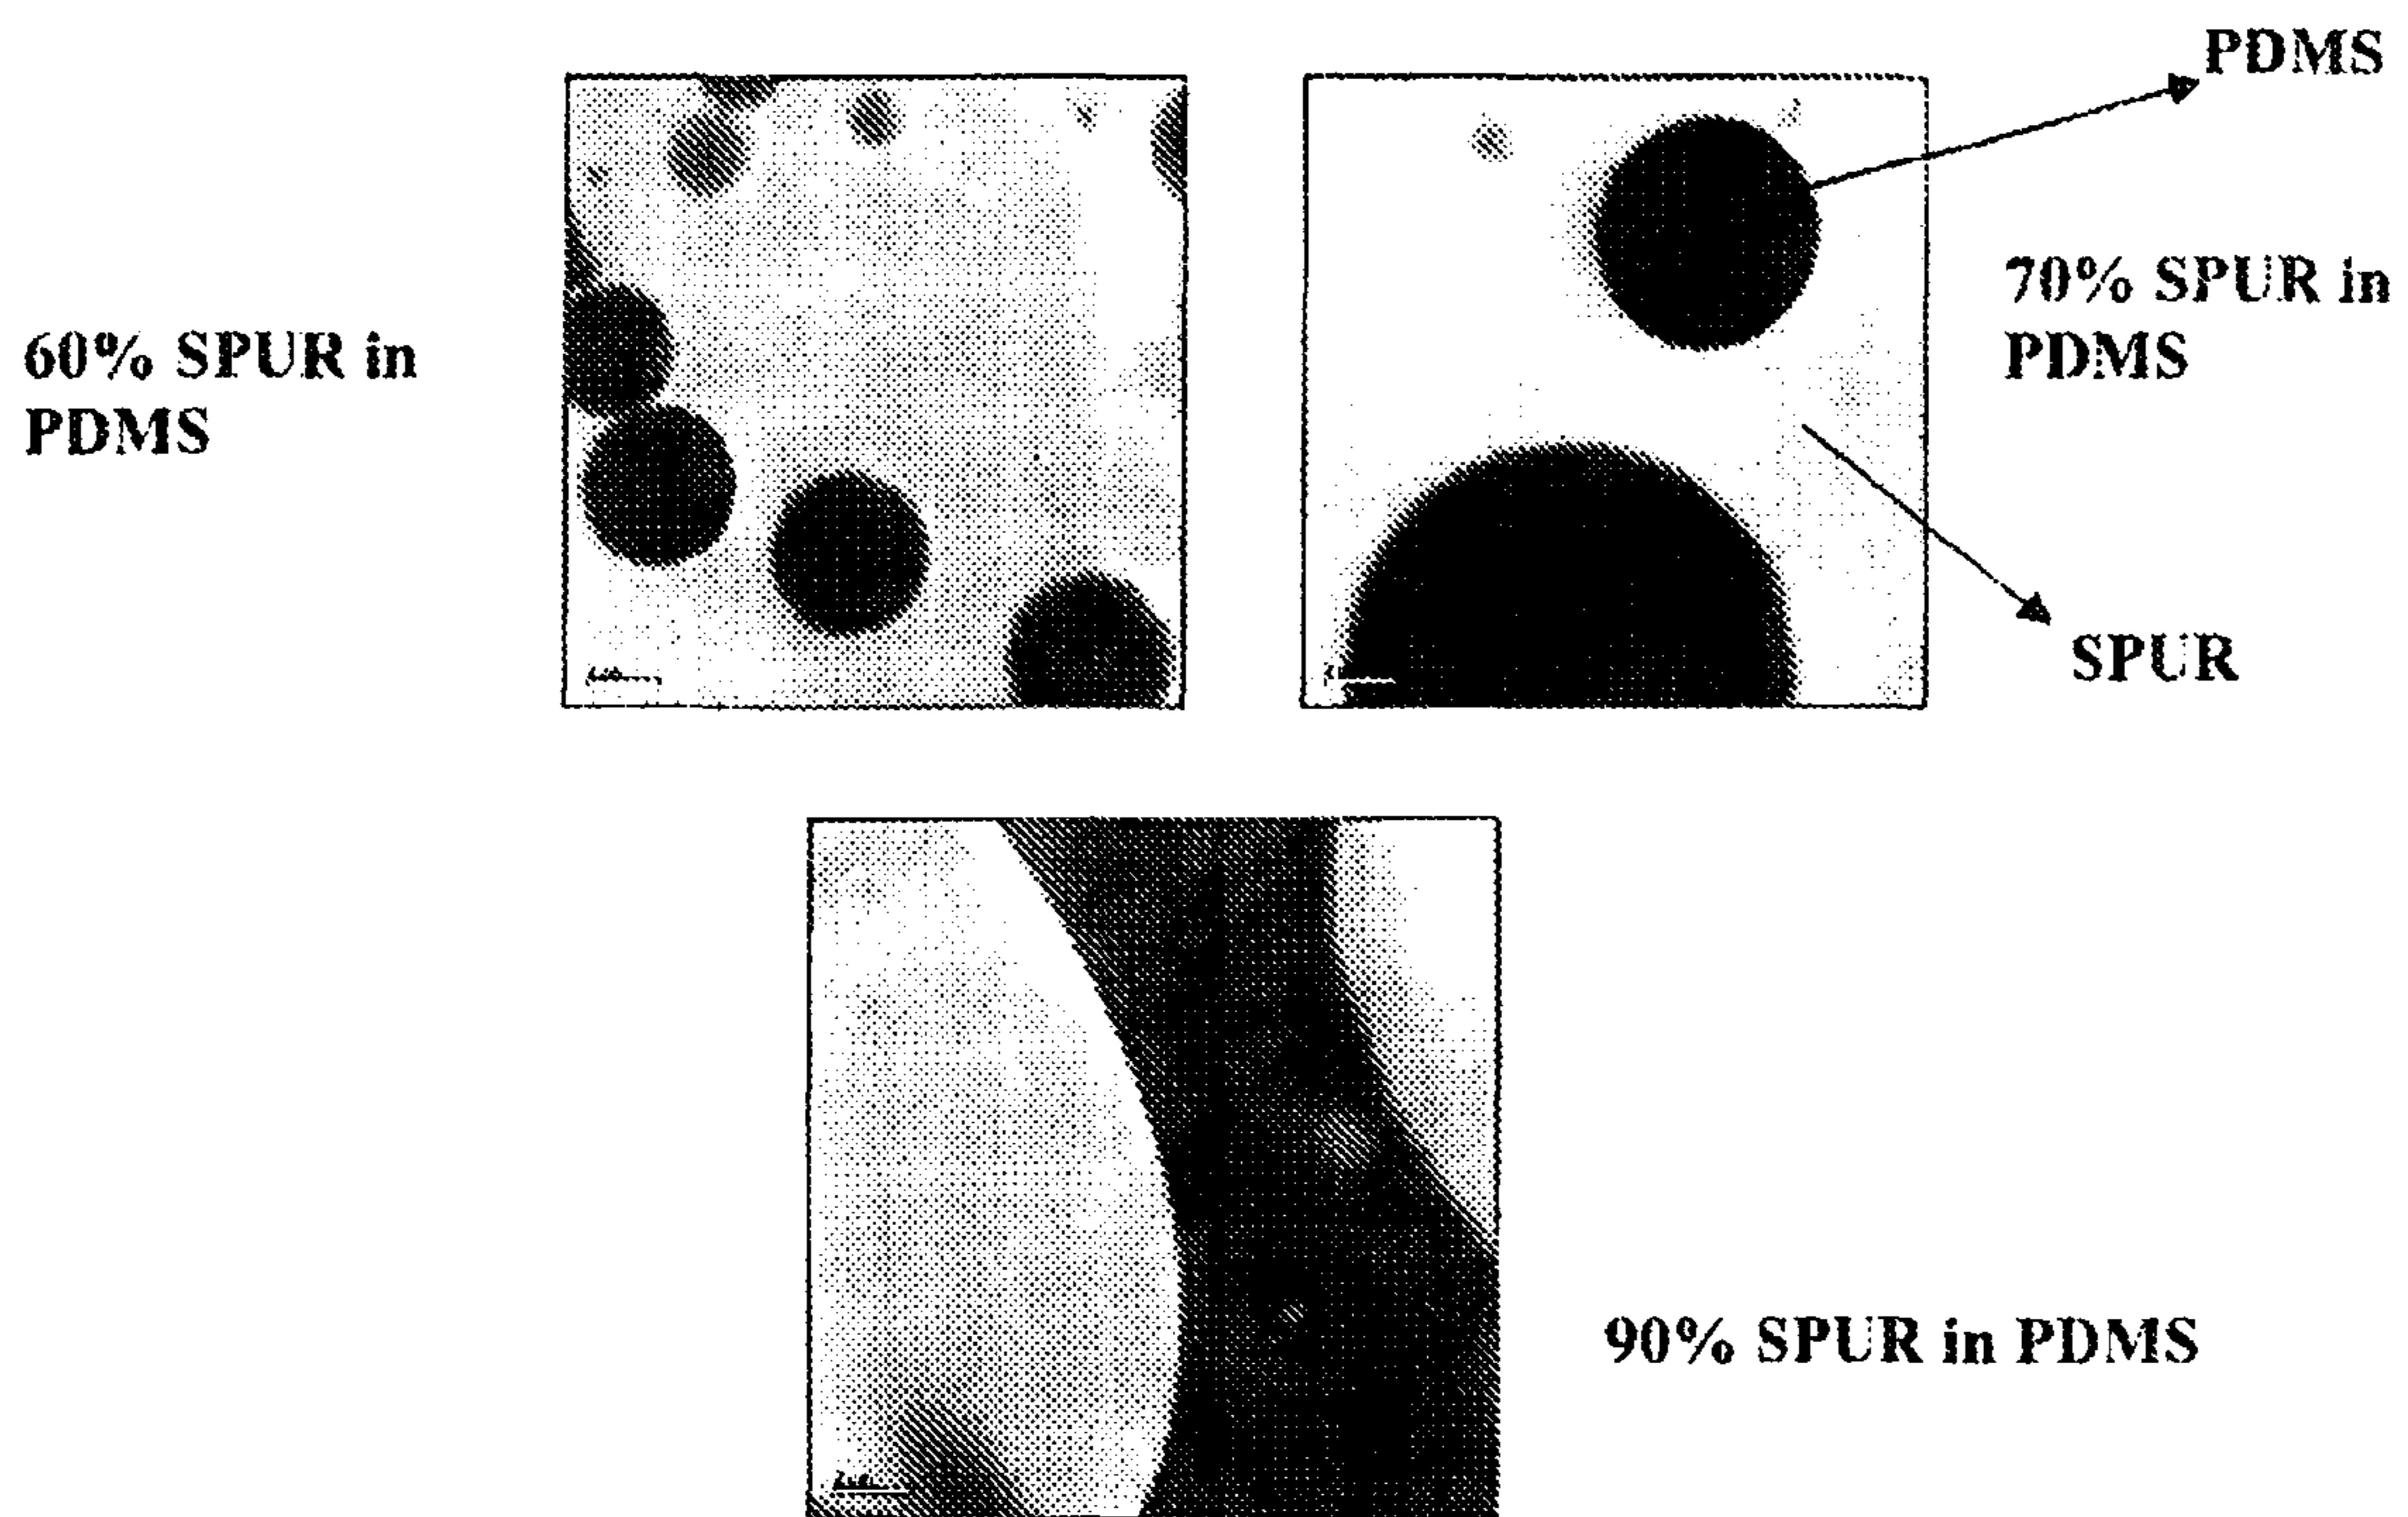 PDMS
60% SPUR in
PDMS
70% SPUR in
PDMS
SPUR
90% SPUR in PDMS